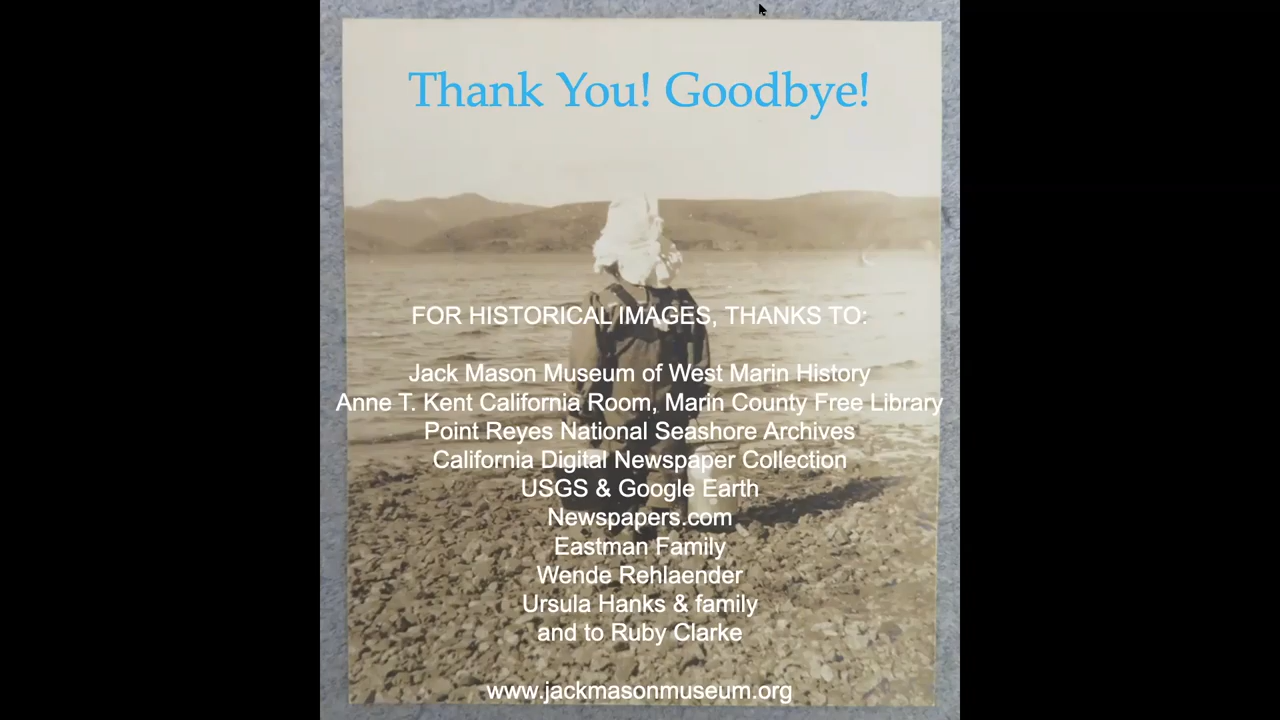 Thank You! Goodbye!
FOR HISTORICAL IMAGES, THANKS TO:
Jack Mason Museum of West Marin History
Anne T. Kent California Room, Marin County Free Library
Point Reyes National Seashore Archives
California Digital Newspaper Collection
USGS & Google Earth
Newspapers.com
Eastman Family
Wende Rehlaender
Ursula Hanks & family
and to Ruby Clarke
www.jackmasonmuseum.org